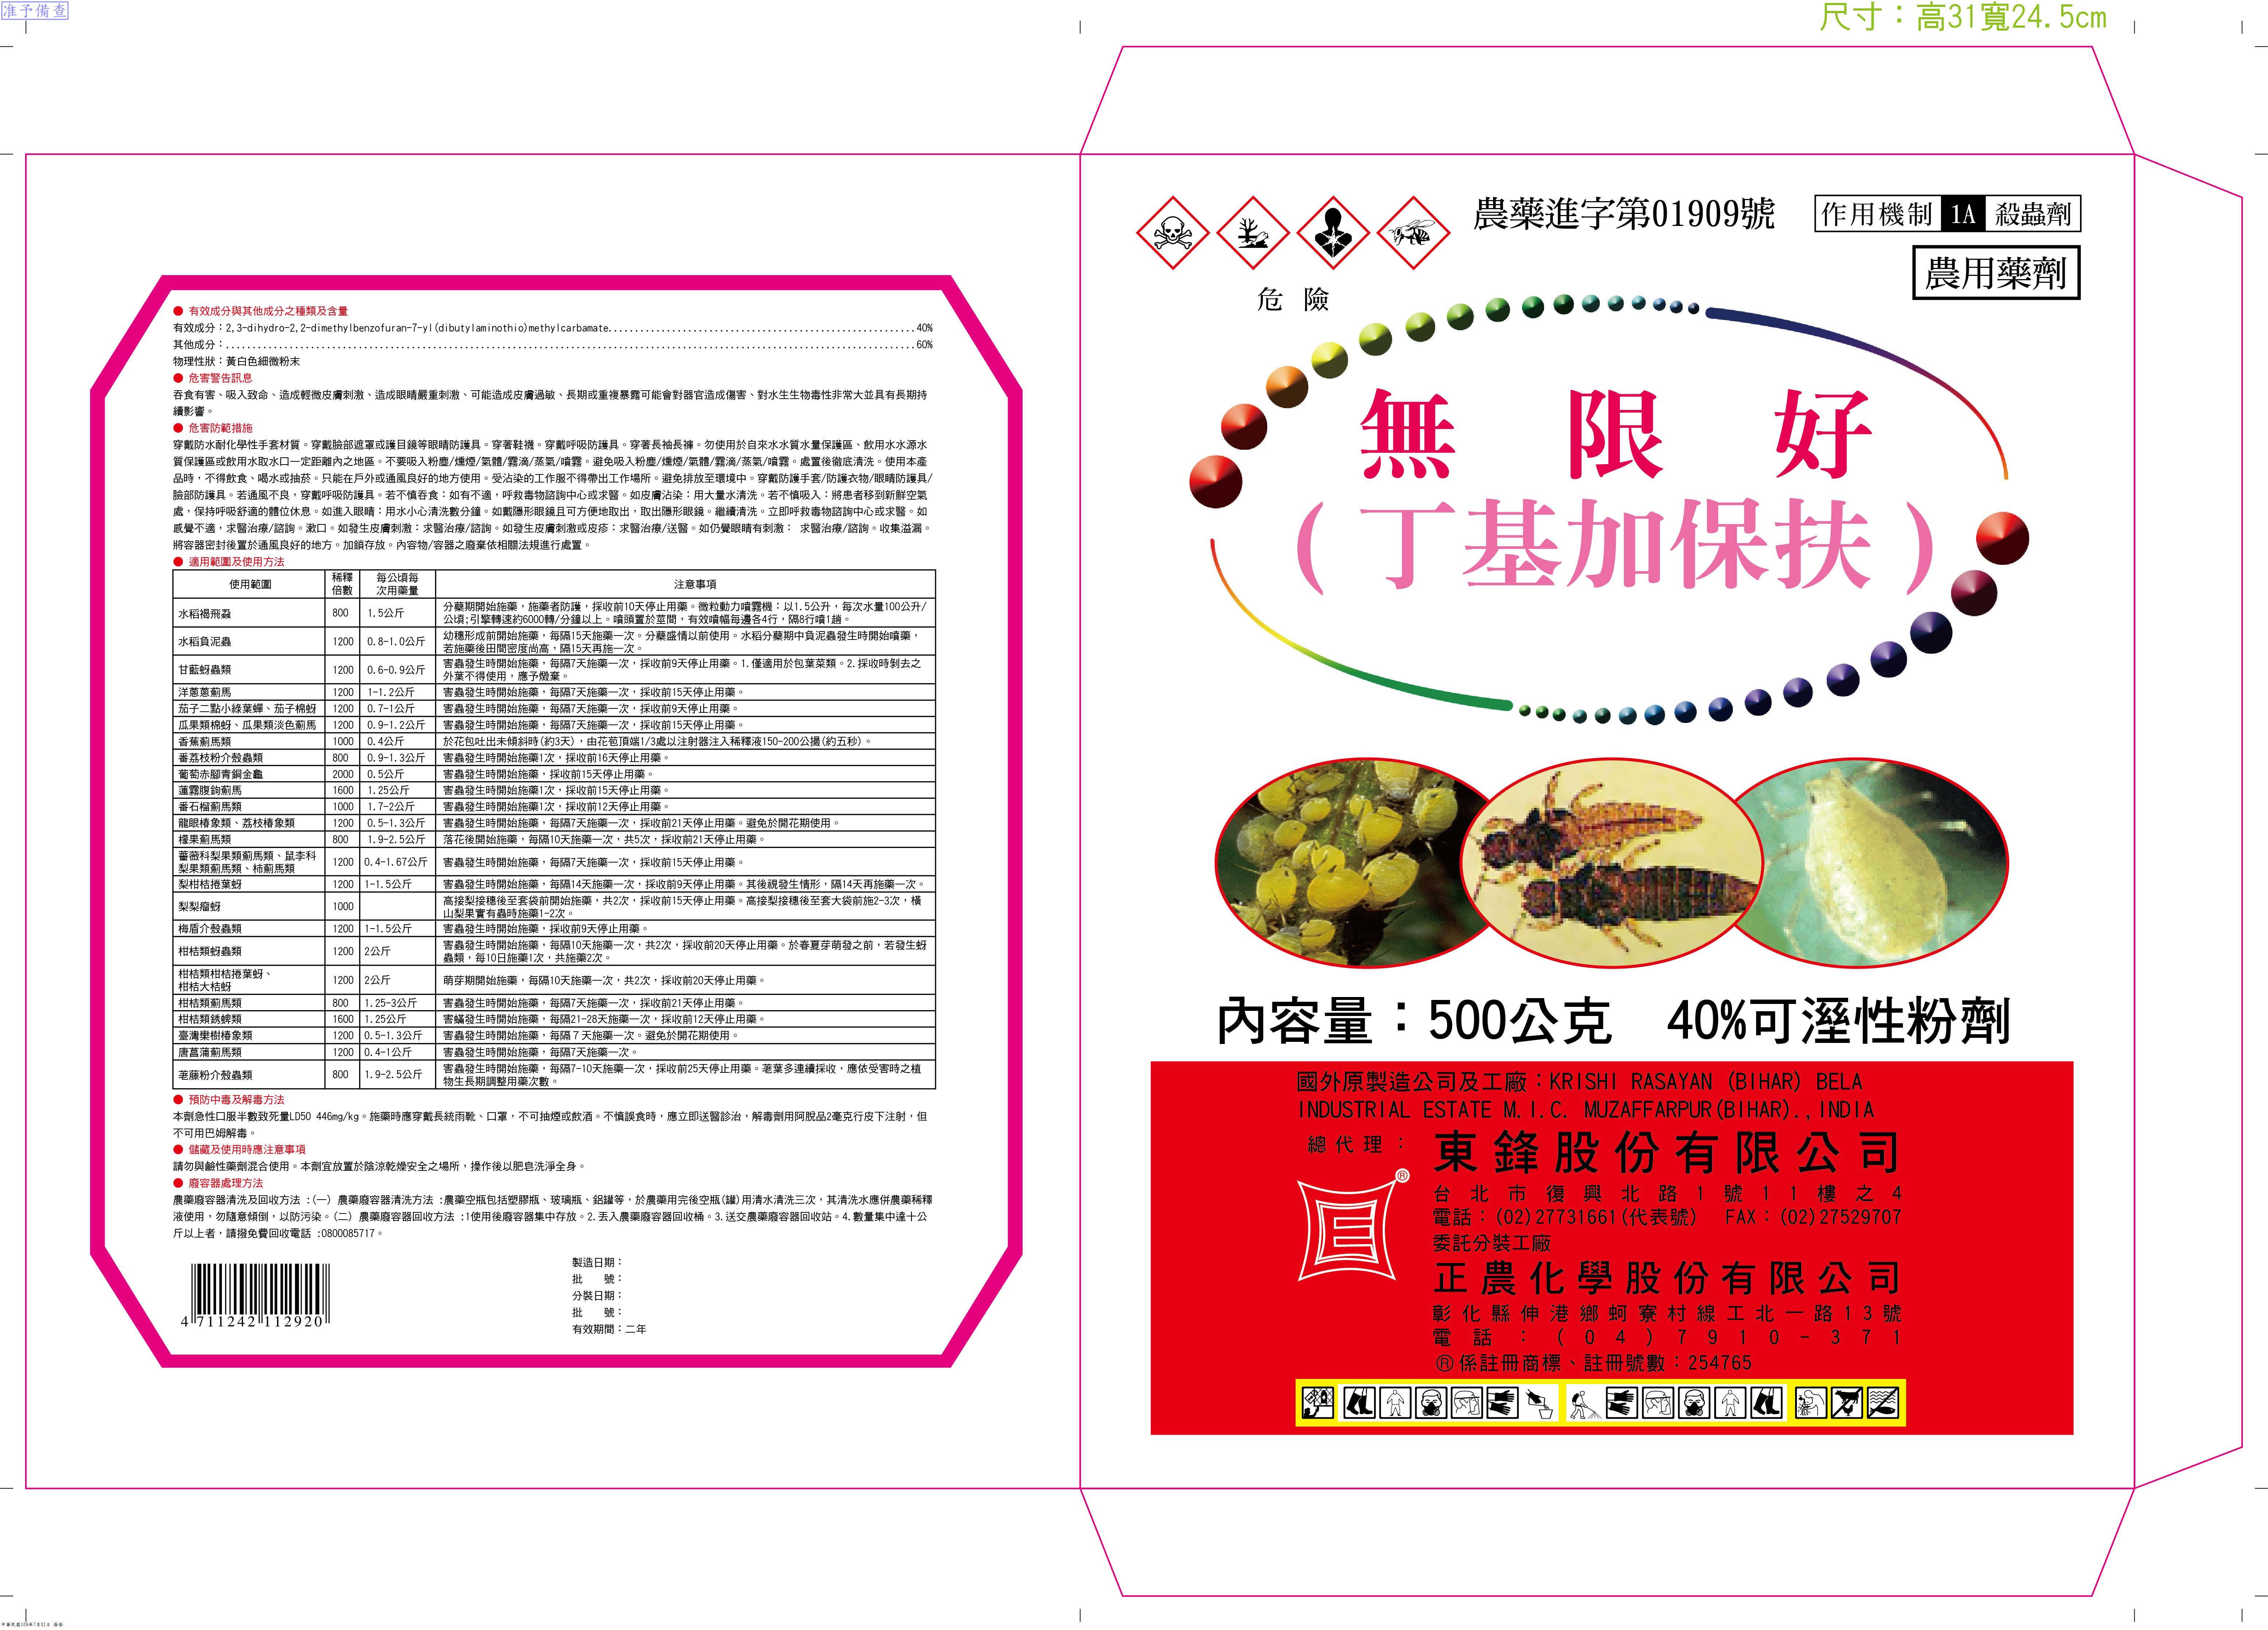 准予備查
尺寸：高31寬24.5cm
● 有效成分與其他成分之種類及含量
有效成分：2,3-dihydro-2,2-dimethylbenzofuran-7-yl(dibutylaminothio)methylcarbamate..........40%
其他成分：..........60%
物理性狀：黃白色細微粉末
● 危害警告訊息
吞食有害、吸入致命、造成輕微皮膚刺激、造成眼睛嚴重刺激、可能造成皮膚過敏、長期或重複暴露可能會對器官造成傷害、對水生生物毒性非常大並具有長期持
續影響。
● 危害防範措施
穿戴防水耐化學性手套材質。穿戴臉部遮罩或護目鏡等眼睛防護具。穿著鞋襪。穿戴呼吸防護具。穿著長袖長褲。勿使用於自來水水質水量保護區、飲用水水源水
質保護區或飲用水取水口一定距離內之地區。不要吸入粉塵/燻煙/氣體/霧滴/蒸氣/噴霧。避免吸入粉塵/燻煙/氣體/霧滴/蒸氣/噴霧。處置後徹底清洗。使用本產
品時，不得飲食、喝水或抽菸。只能在戶外或通風良好的地方使用。受沾染的工作服不得帶出工作場所。避免排放至環境中。穿戴防護手套/防護衣物/眼睛防護具/
臉部防護具。若通風不良，穿戴呼吸防護具。若不慎吞食：如有不適，呼救毒物諮詢中心或求醫。如皮膚沾染：用大量水清洗。若不慎吸入：將患者移到新鮮空氣
處，保持呼吸舒適的體位休息。如進入眼睛：用水小心清洗數分鐘。如戴隱形眼鏡且可方便地取出，取出隱形眼鏡。繼續清洗。立即呼救毒物諮詢中心或求醫。如
感覺不適，求醫治療/諮詢。漱口。如發生皮膚刺激：求醫治療/諮詢。如發生皮膚刺激或皮疹：求醫治療/送醫。如仍覺眼睛有刺激： 求醫治療/諮詢。收集溢漏。
將容器密封後置於通風良好的地方。加鎖存放。內容物/容器之廢棄依相關法規進行處置。
● 適用範圍及使用方法
使用範圍 稀釋倍數 每公頃每次用藥量 注意事項
水稻褐飛蝨 800 1.5公斤 分蘗期開始施藥，施藥者防護，採收前10天停止用藥。微粒動力噴霧機：以1.5公升，每次水量100公升/
公頃;引擎轉速約6000轉/分鐘以上。噴頭置於莖間，有效噴幅每邊各4行，隔8行噴1趟。
水稻負泥蟲 1200 0.8-1.0公斤 幼穗形成前開始施藥，每隔15天施藥一次。分蘗盛情以前使用。水稻分蘗期中負泥蟲發生時開始噴藥，
若施藥後田間密度尚高，隔15天再施一次。
甘藍蚜蟲類 1200 0.6-0.9公斤 害蟲發生時開始施藥，每隔7天施藥一次，採收前9天停止用藥。1.僅適用於包葉菜類。2.採收時剝去之
外葉不得使用，應予燬棄。
洋蔥蔥薊馬 1200 1-1.2公斤 害蟲發生時開始施藥，每隔7天施藥一次，採收前15天停止用藥。
茄子二點小綠葉蟬、茄子棉蚜 1200 0.7-1公斤 害蟲發生時開始施藥，每隔7天施藥一次，採收前9天停止用藥。
瓜果類棉蚜、瓜果類淡色薊馬 1200 0.9-1.2公斤 害蟲發生時開始施藥，每隔7天施藥一次，採收前15天停止用藥。
香蕉薊馬類 1000 0.4公斤 於花包吐出未傾斜時(約3天)，由花苞頂端1/3處以注射器注入稀釋液150-200公撮(約五秒)。
番荔枝粉介殼蟲類 800 0.9-1.3公斤 害蟲發生時開始施藥1次，採收前16天停止用藥。
葡萄赤腳青銅金龜 2000 0.5公斤 害蟲發生時開始施藥，採收前15天停止用藥。
蓮霧腹鉤薊馬 1600 1.25公斤 害蟲發生時開始施藥1次，採收前15天停止用藥。
番石榴薊馬類 1000 1.7-2公斤 害蟲發生時開始施藥1次，採收前12天停止用藥。
龍眼椿象類、荔枝椿象類 1200 0.5-1.3公斤 害蟲發生時開始施藥，每隔7天施藥一次，採收前21天停止用藥。避免於開花期使用。
檬果薊馬類 800 1.9-2.5公斤 落花後開始施藥，每隔10天施藥一次，共5次，採收前21天停止用藥。
薔薇科梨果類薊馬類、鼠李科
梨果類薊馬類、柿薊馬類 1200 0.4-1.67公斤 害蟲發生時開始施藥，每隔7天施藥一次，採收前15天停止用藥。
梨柑桔捲葉蚜 1200 1-1.5公斤 害蟲發生時開始施藥，每隔14天施藥一次，採收前9天停止用藥。其後視發生情形，隔14天再施藥一次。
梨梨瘤蚜 1000 高接梨接穗後至套袋前開始施藥，共2次，採收前15天停止用藥。高接梨接穗後至套大袋前施2-3次，橫
山梨果實有蟲時施藥1-2次。
梅盾介殼蟲類 1200 1-1.5公斤 害蟲發生時開始施藥，採收前9天停止用藥。
柑桔類蚜蟲類 1200 2公斤 害蟲發生時開始施藥，每隔10天施藥一次，共2次，採收前20天停止用藥。於春夏芽萌發之前，若發生蚜
蟲類，每10日施藥1次，共施藥2次。
柑桔類柑桔捲葉蚜、
柑桔大桔蚜 1200 2公斤 萌芽期開始施藥，每隔10天施藥一次，共2次，採收前20天停止用藥。
柑桔類薊馬類 800 1.25-3公斤 害蟲發生時開始施藥，每隔7天施藥一次，採收前21天停止用藥。
柑桔類銹蜱類 1600 1.25公斤 害蟎發生時開始施藥，每隔21-28天施藥一次，採收前12天停止用藥。
臺灣欒樹椿象類 1200 0.5-1.3公斤 害蟲發生時開始施藥，每隔７天施藥一次。避免於開花期使用。
唐菖蒲薊馬類 1200 0.4-1公斤 害蟲發生時開始施藥，每隔7天施藥一次。
荖藤粉介殼蟲類 800 1.9-2.5公斤 害蟲發生時開始施藥，每隔7-10天施藥一次，採收前25天停止用藥。荖葉多連續採收，應依受害時之植
物生長期調整用藥次數。
● 預防中毒及解毒方法
本劑急性口服半數致死量LD50 446mg/kg。施藥時應穿戴長統雨靴、口罩，不可抽煙或飲酒。不慎誤食時，應立即送醫診治，解毒劑用阿脫品2毫克行皮下注射，但
不可用巴姆解毒。
● 儲藏及使用時應注意事項
請勿與鹼性藥劑混合使用。本劑宜放置於陰涼乾燥安全之場所，操作後以肥皂洗淨全身。
● 廢容器處理方法
農藥廢容器清洗及回收方法 :(一) 農藥廢容器清洗方法 :農藥空瓶包括塑膠瓶、玻璃瓶、鋁罐等，於農藥用完後空瓶(罐)用清水清洗三次，其清洗水應併農藥稀釋
液使用，勿隨意傾倒，以防污染。(二) 農藥廢容器回收方法 :1使用後廢容器集中存放。2.丟入農藥廢容器回收桶。3.送交農藥廢容器回收站。4.數量集中達十公
斤以上者，請撥免費回收電話 :0800085717。
製造日期：
批 號：
分裝日期：
批 號：
有效期間：二年
4 711242 112920
農藥進字第01909號
作用機制 1A 殺蟲劑
農用藥劑
危 險
無 限 好
(丁基加保扶)
內容量：500公克 40%可溼性粉劑
國外原製造公司及工廠：KRISHI RASAYAN (BIHAR) BELA
INDUSTRIAL ESTATE M.I.C. MUZAFFARPUR(BIHAR).,INDIA
總代理：
東鋒股份有限公司
®
台北市復興北路1號11樓之4
電話：(02)27731661(代表號) FAX：(02)27529707
委託分裝工廠
正農化學股份有限公司
彰化縣伸港鄉蚵寮村線工北一路13號
電話：(04)7910-371
®係註冊商標、註冊號數：254765